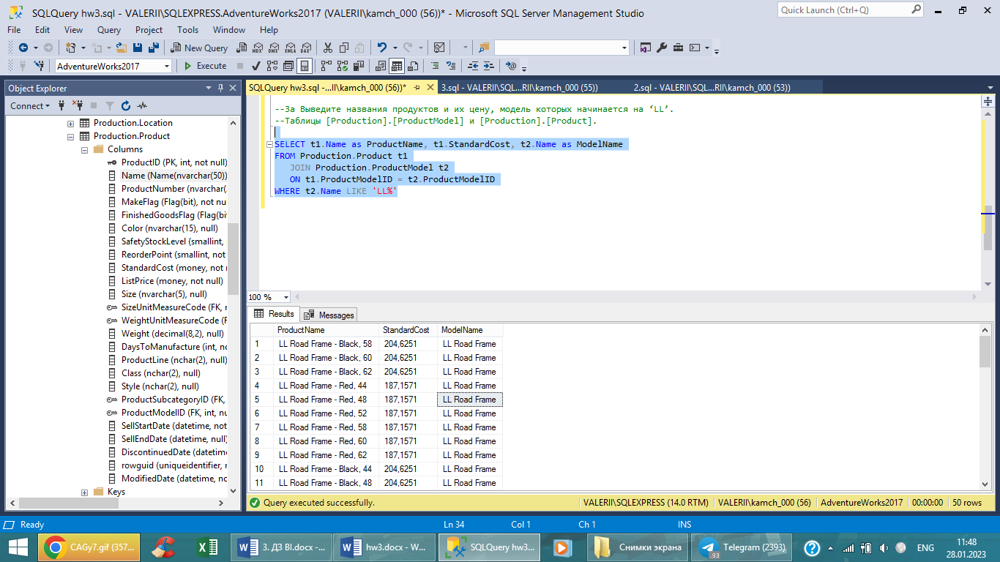 SQLQuery hw3.sql - VALERII\SQLEXPRESS.AdventureWorks2017 (VALERII\kamch_000 (56))* - Microsoft SQL Server Management Studio
Quick Launch (Ctrl+Q)
File Edit View Query Project Tools Window Help
New Query
MDX DMX XMLA DAX
AdventureWorks2017 Execute
Object Explorer
Connect
Production.Location
Production.Product
Columns
ProductID (PK, int, not null)
Name (Name(nvarchar(50))
ProductNumber (nvarchar(
MakeFlag (Flag(bit), not nu
FinishedGoodsFlag (Flag(bi
Color (nvarchar(15), null)
SafetyStockLevel (smallint,
ReorderPoint (smallint, not
StandardCost (money, not
ListPrice (money, not null)
Size (nvarchar(5), null)
SizeUnitMeasureCode (FK, r
WeightUnitMeasureCode (F
Weight (decimal(8,2), null)
DaysToManufacture (int, n
ProductLine (nchar(2), null)
Class (nchar(2), null)
Style (nchar(2), null)
ProductSubcategoryID (FK,
ProductModelID (FK, int, nu
SellStartDate (datetime, not
SellEndDate (datetime, null)
DiscontinuedDate (datetim
rowguid (uniqueidentifier, r
ModifiedDate (datetime, no
Keys
SQLQuery hw3.sql -...II\kamch_000 (56))* 3.sql - VALERII\SQL...RII\kamch_000 (55)) 2.sql - VALERII\SQL...RII\kamch_000 (53))
--3a Выведите названия продуктов и их цену, модель которых начинается на ‘LL’.
--Таблицы [Production].[ProductModel] и [Production].[Product].
SELECT t1.Name as ProductName, t1.StandardCost, t2.Name as ModelName
FROM Production.Product t1
JOIN Production.ProductModel t2
ON t1.ProductModelID = t2.ProductModelID
WHERE t2.Name LIKE 'LL%'
100 %
Results Messages
ProductName StandardCost ModelName
1 LL Road Frame - Black, 58 204,6251 LL Road Frame
2 LL Road Frame - Black, 60 204,6251 LL Road Frame
3 LL Road Frame - Black, 62 204,6251 LL Road Frame
4 LL Road Frame - Red, 44 187,1571 LL Road Frame
5 LL Road Frame - Red, 48 187,1571 LL Road Frame
6 LL Road Frame - Red, 52 187,1571 LL Road Frame
7 LL Road Frame - Red, 58 187,1571 LL Road Frame
8 LL Road Frame - Red, 60 187,1571 LL Road Frame
9 LL Road Frame - Red, 62 187,1571 LL Road Frame
10 LL Road Frame - Black, 44 204,6251 LL Road Frame
11 LL Road Frame - Black, 48 204,6251 LL Road Frame
Query executed successfully. VALERII\SQLEXPRESS (14.0 RTM) VALERII\kamch_000 (56) AdventureWorks2017 00:00:00 50 rows
Ready Ln 34 Col 1 Ch 1 INS
CAGy7.gif (357... 3. ДЗ BI.docx -... hw3.docx - W... SQLQuery hw3... Снимки экрана Telegram (2393) .93 ENG 11:48
28.01.2023